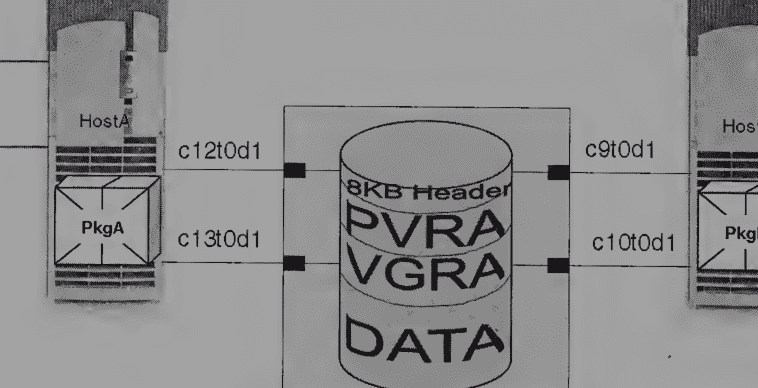 HostA
c12t0d1
c9t0d1
8KB Header
PVRA
PkgA
c13t0d1
c10t0d1
VGRA
DATA